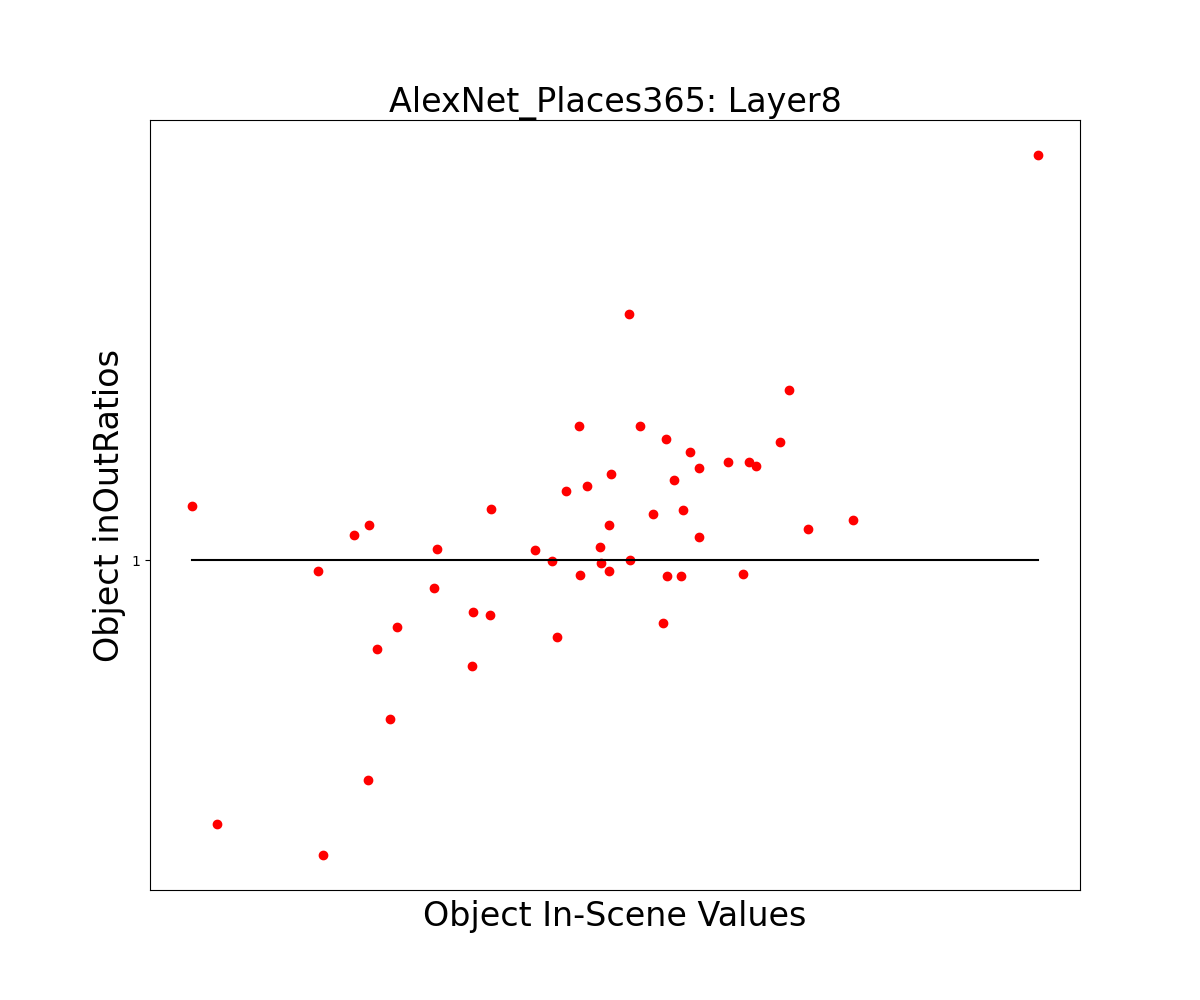 AlexNet_Places365: Layer8
Object inOutRatios
1
Object In-Scene Values